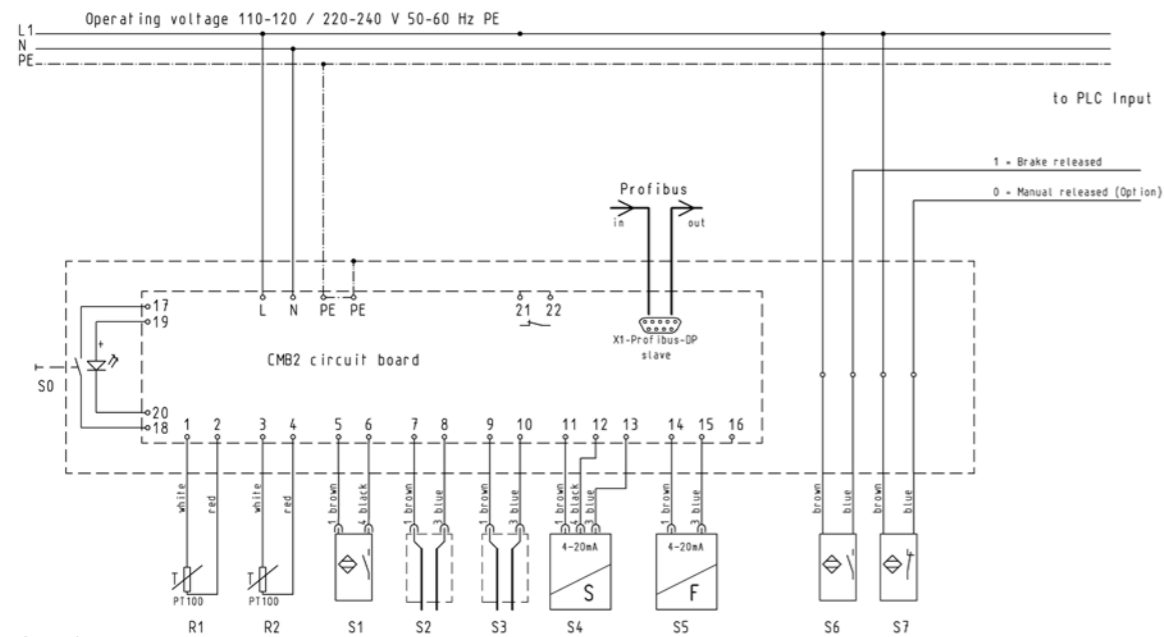 Operating voltage 110-120 / 220-240 V 50-60 Hz PE
L1
N
PE
to PLC Input
1 = Brake released
0 = Manual released (Option)
Profibus
in out
L N PE PE 21 22
17
19
X1-Profibus-DP
slave
CMB2 circuit board
+
T
S0
20
18
1 2 3 4 5 6 7 8 9 10 11 12 13 14 15 16
white red white red 1 brown 4 black 1 brown 3 blue 1 brown 3 blue 1 brown 4 black 3 blue 1 brown 3 blue brown blue brown blue
4-20mA 4-20mA
T T
S F
PT100 PT100
R1 R2 S1 S2 S3 S4 S5 S6 S7